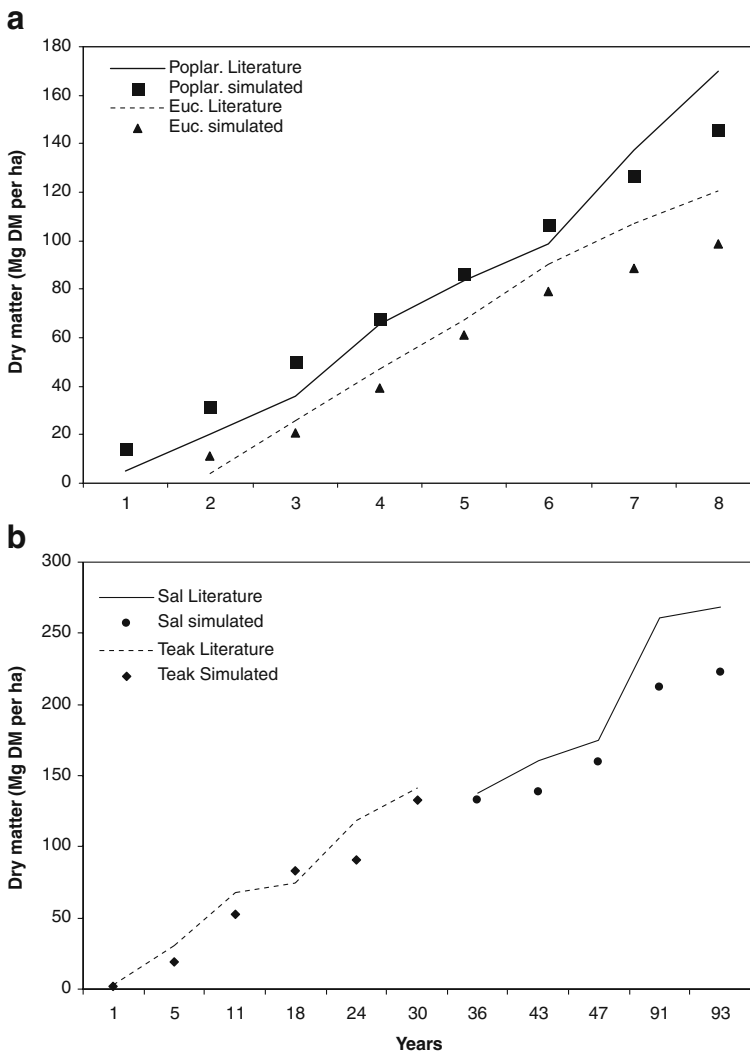 a
180
160
140
120
100
80
60
40
20
0
Dry matter (Mg DM per ha)
Poplar. Literature
Poplar. simulated
Euc. Literature
Euc. simulated
1 2 3 4 5 6 7 8
b
300
250
200
150
100
50
0
Dry matter (Mg DM per ha)
Sal Literature
Sal simulated
Teak Literature
Teak Simulated
1 5 11 18 24 30 36 43 47 91 93
Years